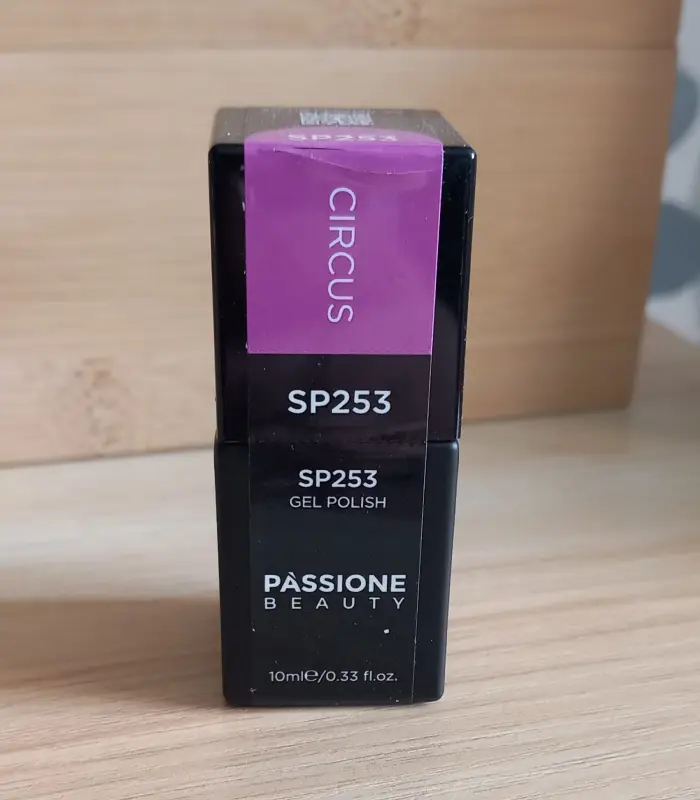 SP253
CIRCUS
SP253
SP253
GEL POLISH
PÀSSIONE
BEAUTY
10ml℮/0.33 fl.oz.